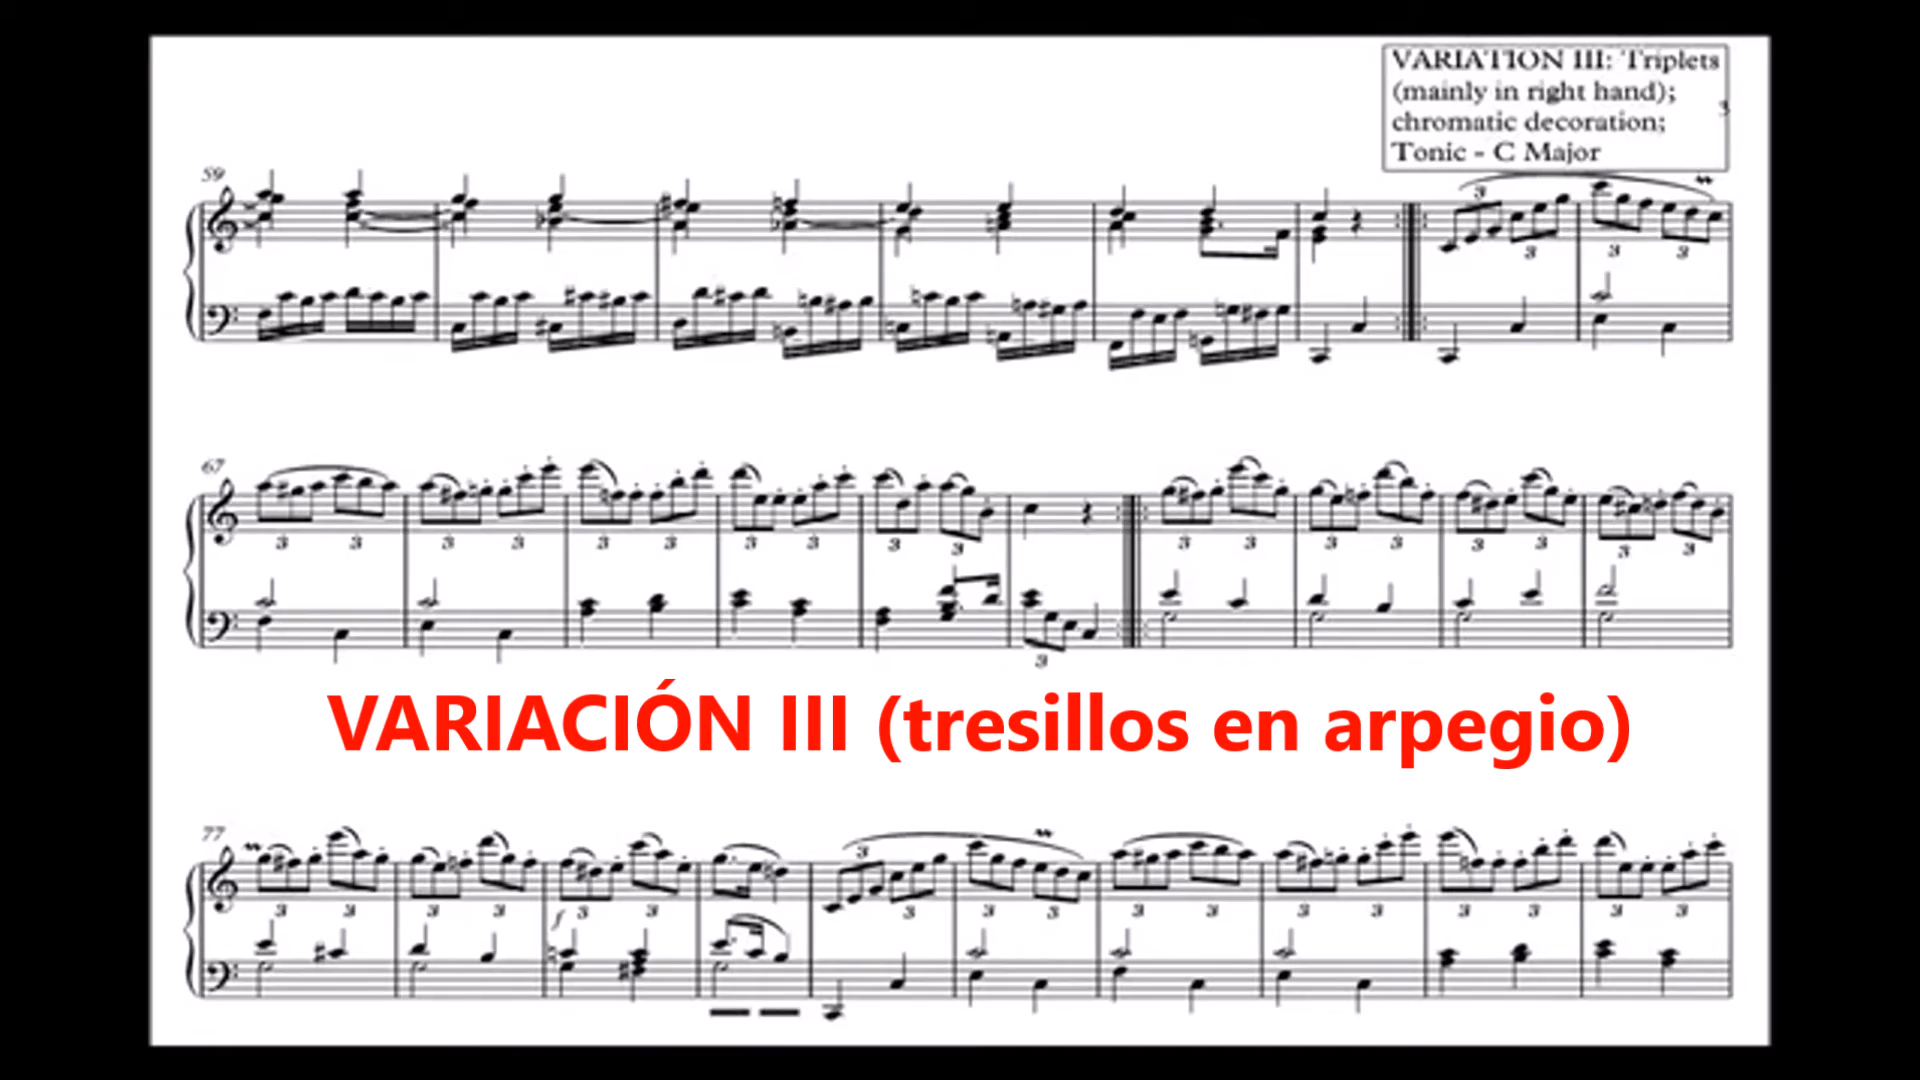 VARIATION III: Triplets
(mainly in right hand);
chromatic decoration;
Tonic - C Major
3
59
67
VARIACIÓN III (tresillos en arpegio)
77